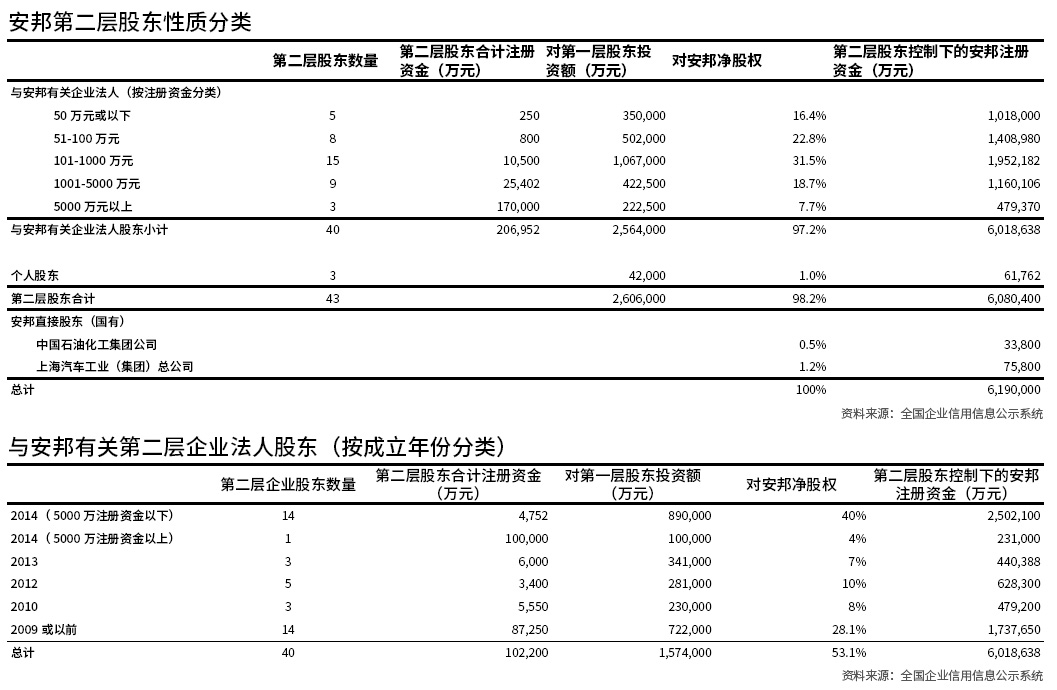 安邦第二层股东性质分类
第二层股东数量 第二层股东合计注册资金（万元） 对第一层股东投资额（万元） 对安邦净股权 第二层股东控制下的安邦注册资金（万元）
与安邦有关企业法人（按注册资金分类）
50 万元或以下 5 250 350,000 16.4% 1,018,000
51-100 万元 8 800 502,000 22.8% 1,408,980
101-1000 万元 15 10,500 1,067,000 31.5% 1,952,182
1001-5000 万元 9 25,402 422,500 18.7% 1,160,106
5000 万元以上 3 170,000 222,500 7.7% 479,370
与安邦有关企业法人股东小计 40 206,952 2,564,000 97.2% 6,018,638
个人股东 3 42,000 1.0% 61,762
第二层股东合计 43 2,606,000 98.2% 6,080,400
安邦直接股东（国有）
中国石油化工集团公司 0.5% 33,800
上海汽车工业（集团）总公司 1.2% 75,800
总计 100% 6,190,000
资料来源：全国企业信用信息公示系统
与安邦有关第二层企业法人股东（按成立年份分类）
第二层企业股东数量 第二层股东合计注册资金（万元） 对第一层股东投资额（万元） 对安邦净股权 第二层股东控制下的安邦注册资金（万元）
2014（5000 万注册资金以下） 14 4,752 890,000 40% 2,502,100
2014（5000 万注册资金以上） 1 100,000 100,000 4% 231,000
2013 3 6,000 341,000 7% 440,388
2012 5 3,400 281,000 10% 628,300
2010 3 5,550 230,000 8% 479,200
2009 或以前 14 87,250 722,000 28.1% 1,737,650
总计 40 102,200 1,574,000 53.1% 6,018,638
资料来源：全国企业信用信息公示系统